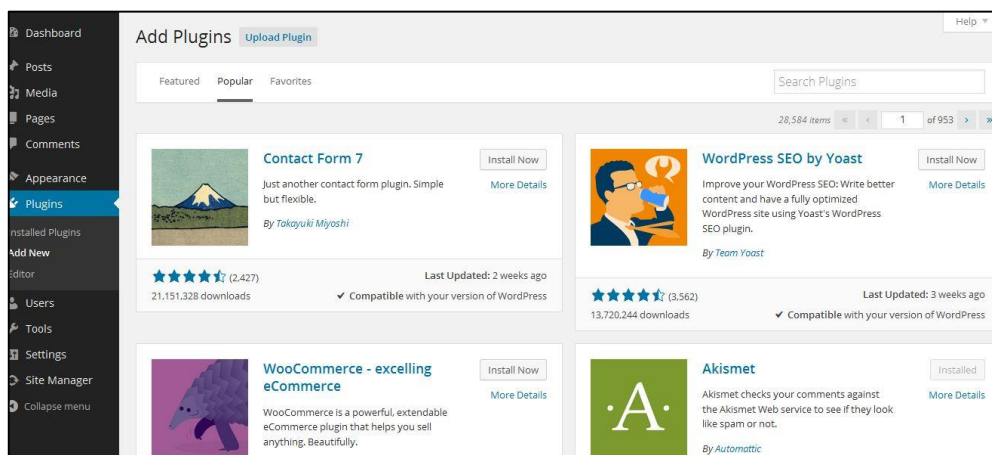 Help
Dashboard
Add Plugins Upload Plugin
Posts
Media
Pages
Comments
Appearance
Plugins
nstalled Plugins
Add New
Editor
Users
Tools
Settings
Site Manager
Collapse menu
Featured Popular Favorites Search Plugins
28,584 items « ‹ 1 of 953 › »
Contact Form 7
Install Now
More Details
Just another contact form plugin. Simple
but flexible.
By Takayuki Miyoshi
(2,427)
21,151,328 downloads
Last Updated: 2 weeks ago
✔ Compatible with your version of WordPress
WordPress SEO by Yoast
Install Now
More Details
Improve your WordPress SEO: Write better
content and have a fully optimized
WordPress site using Yoast's WordPress
SEO plugin.
By Team Yoast
(3,562)
13,720,244 downloads
Last Updated: 3 weeks ago
✔ Compatible with your version of WordPress
WooCommerce - excelling
eCommerce
Install Now
More Details
WooCommerce is a powerful, extendable
eCommerce plugin that helps you sell
anything. Beautifully.
·A·
Akismet
Installed
More Details
Akismet checks your comments against
the Akismet Web service to see if they look
like spam or not.
By Automattic